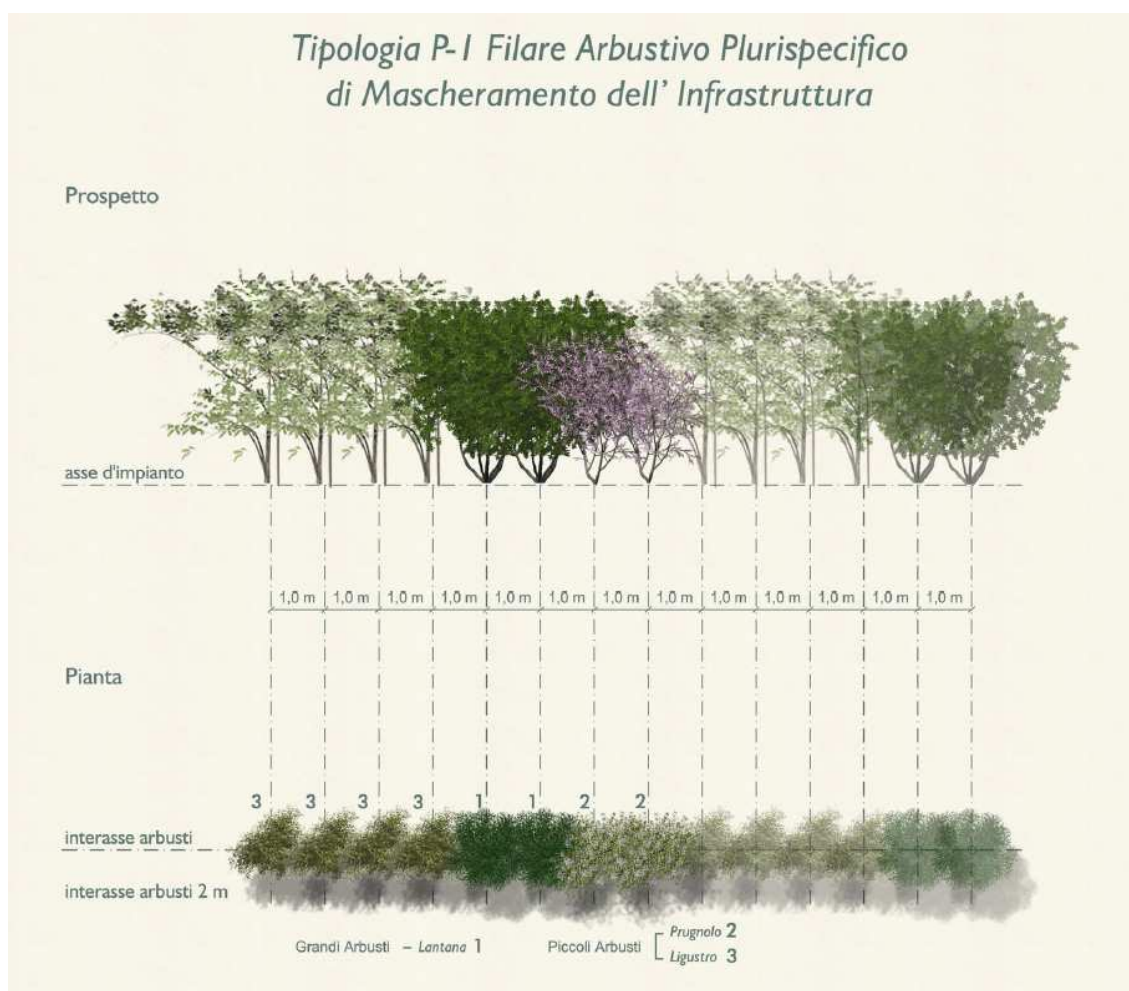 Tipologia P-1 Filare Arbustivo Plurispecifico
di Mascheramento dell' Infrastruttura
Prospetto
asse d'impianto
1,0 m 1,0 m 1,0 m 1,0 m 1,0 m 1,0 m 1,0 m 1,0 m 1,0 m 1,0 m 1,0 m 1,0 m 1,0 m
Pianta
3 3 3 3 1 1 2 2
interasse arbusti
interasse arbusti 2 m
Grandi Arbusti – Lantana 1
Piccoli Arbusti
Prugnolo 2
Ligustro 3